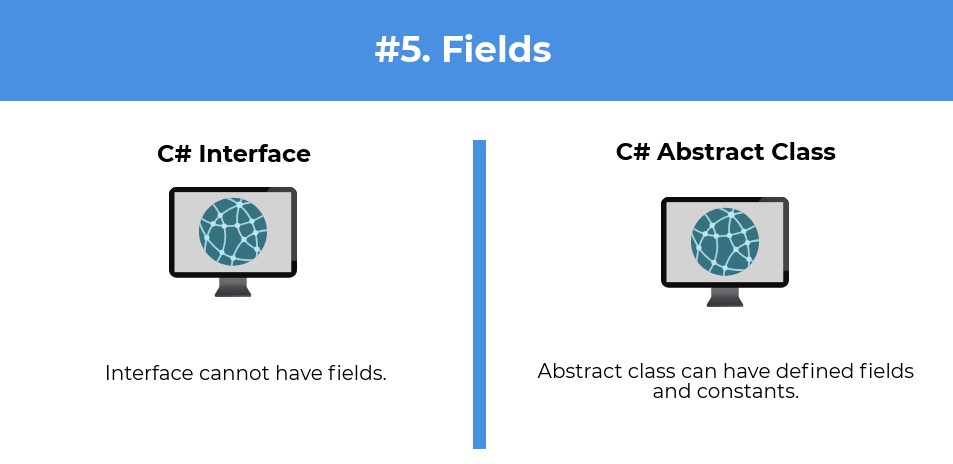 #5. Fields
C# Interface
Interface cannot have fields.
C# Abstract Class
Abstract class can have defined fields
and constants.